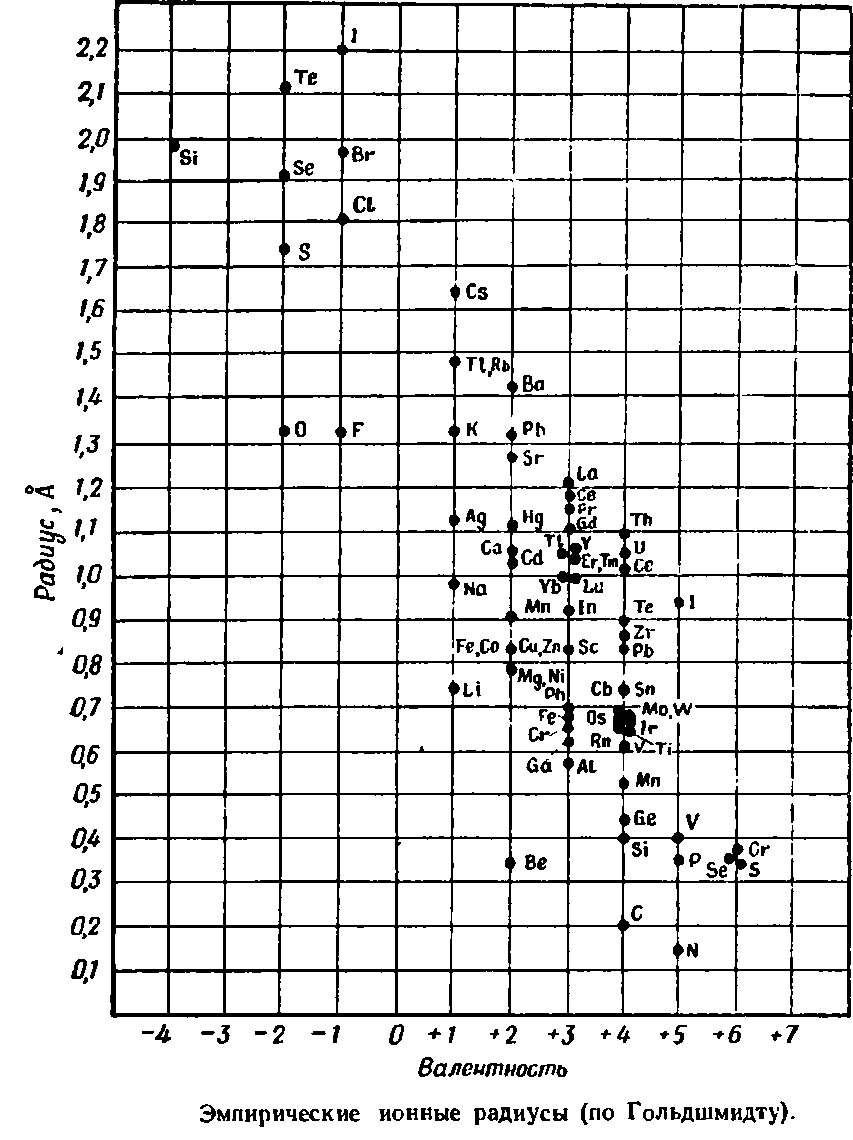 2,2
I
2,1
Te
2,0
Si
Br
1,9
Se
1,8
Cl
1,7
S
1,6
Cs
1,5
Tl,Rb
1,4
Ba
1,3
O
F
K
Pb
Sr
1,2
La
Ce
Pr
1,1
Ag
Hg
Gd
Th
Ca
Cd
Tl
Y
U
Er,Tm
Ce
1,0
Na
Yb
Lu
0,9
Mn
In
Te
I
Zr
0,8
Fe,Co
Cu,Zn
Sc
Pb
Mg,Ni
0,7
Li
Rh
Cb
Sn
Fe
Os
Mo,W
Cr
Ir
0,6
Rn
V
Ti
Ga
Al
0,5
Mn
0,4
Ge
V
Si
Cr
0,3
Be
P
Se
S
0,2
C
0,1
N
Радиус, Å
-4 -3 -2 -1 0 +1 +2 +3 +4 +5 +6 +7
Валентность
Эмпирические ионные радиусы (по Гольдшмидту).